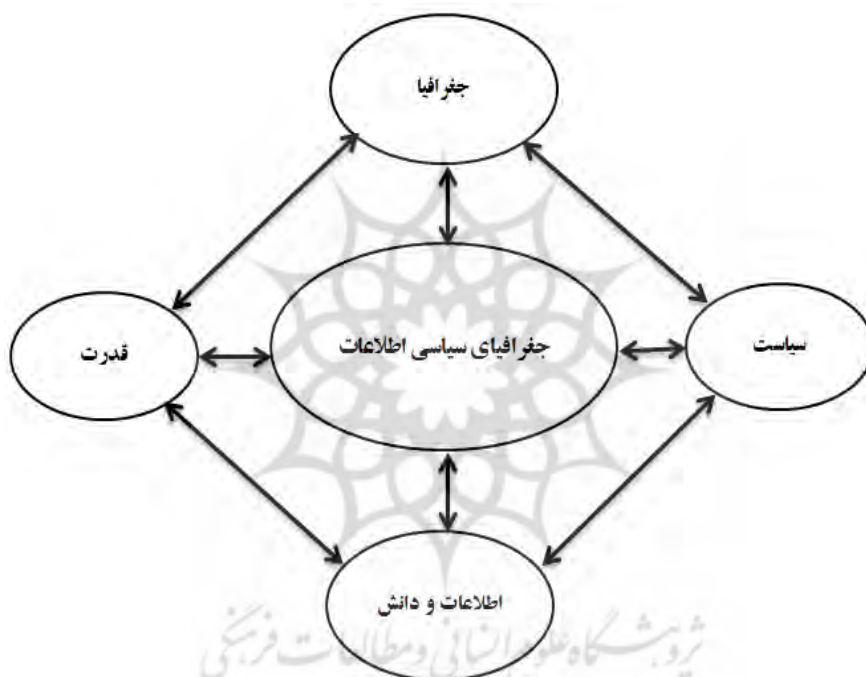 جغرافیا
سیاست
جغرافیای سیاسی اطلاعات
قدرت
اطلاعات و دانش
پژوهشگاه علوم انسانی و مطالعات فرهنگی